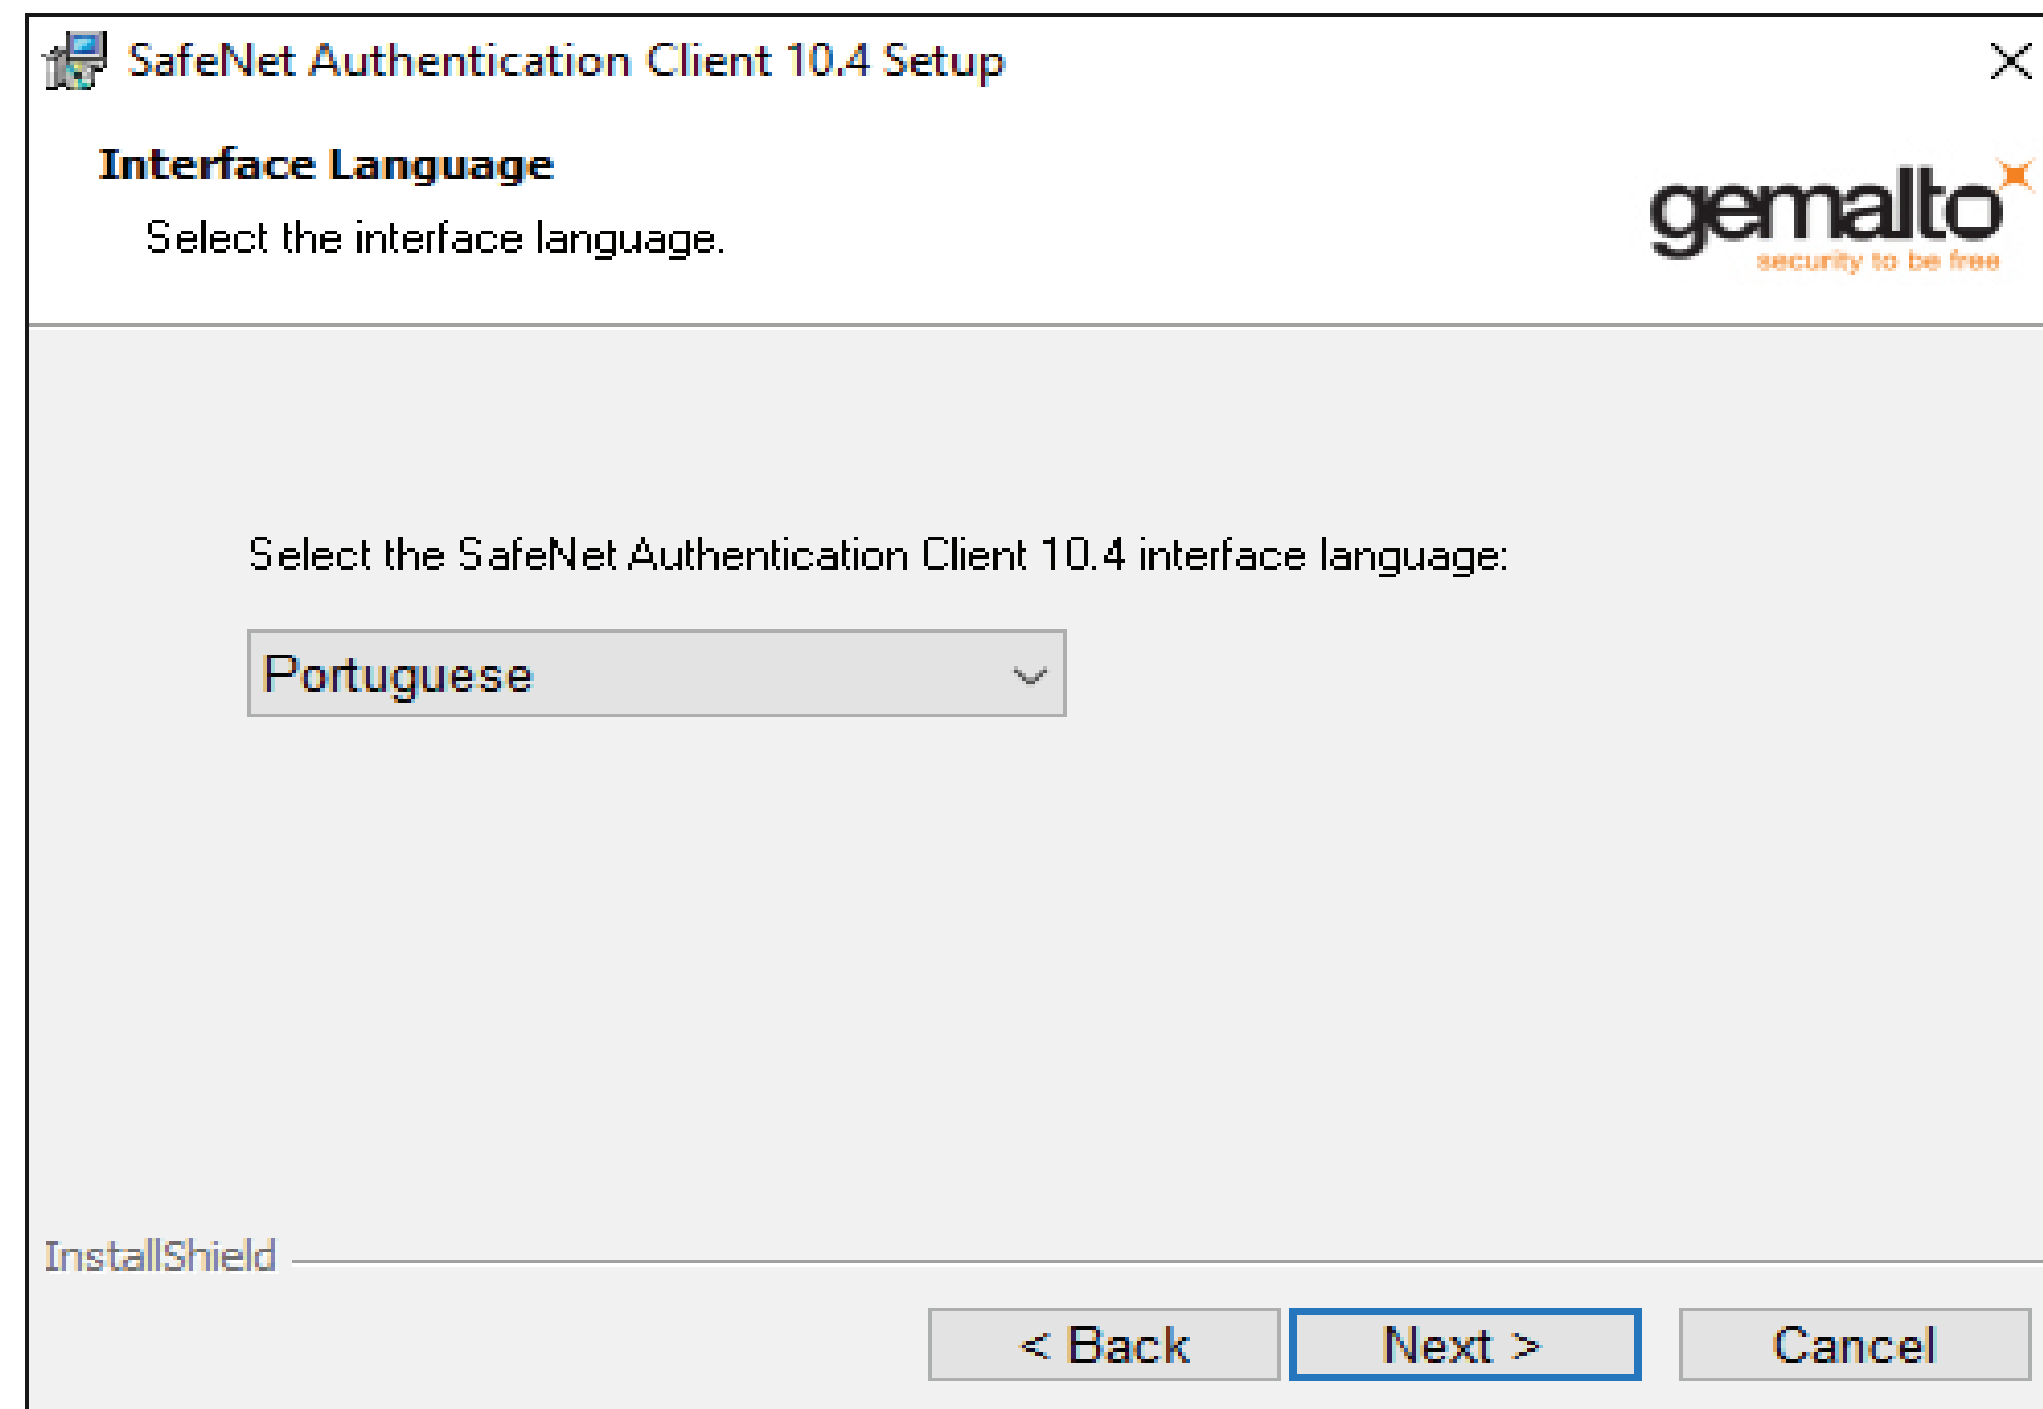 SafeNet Authentication Client 10.4 Setup
Interface Language
Select the interface language.
gemalto
security to be free
Select the SafeNet Authentication Client 10.4 interface language:
Portuguese
InstallShield
< Back Next > Cancel